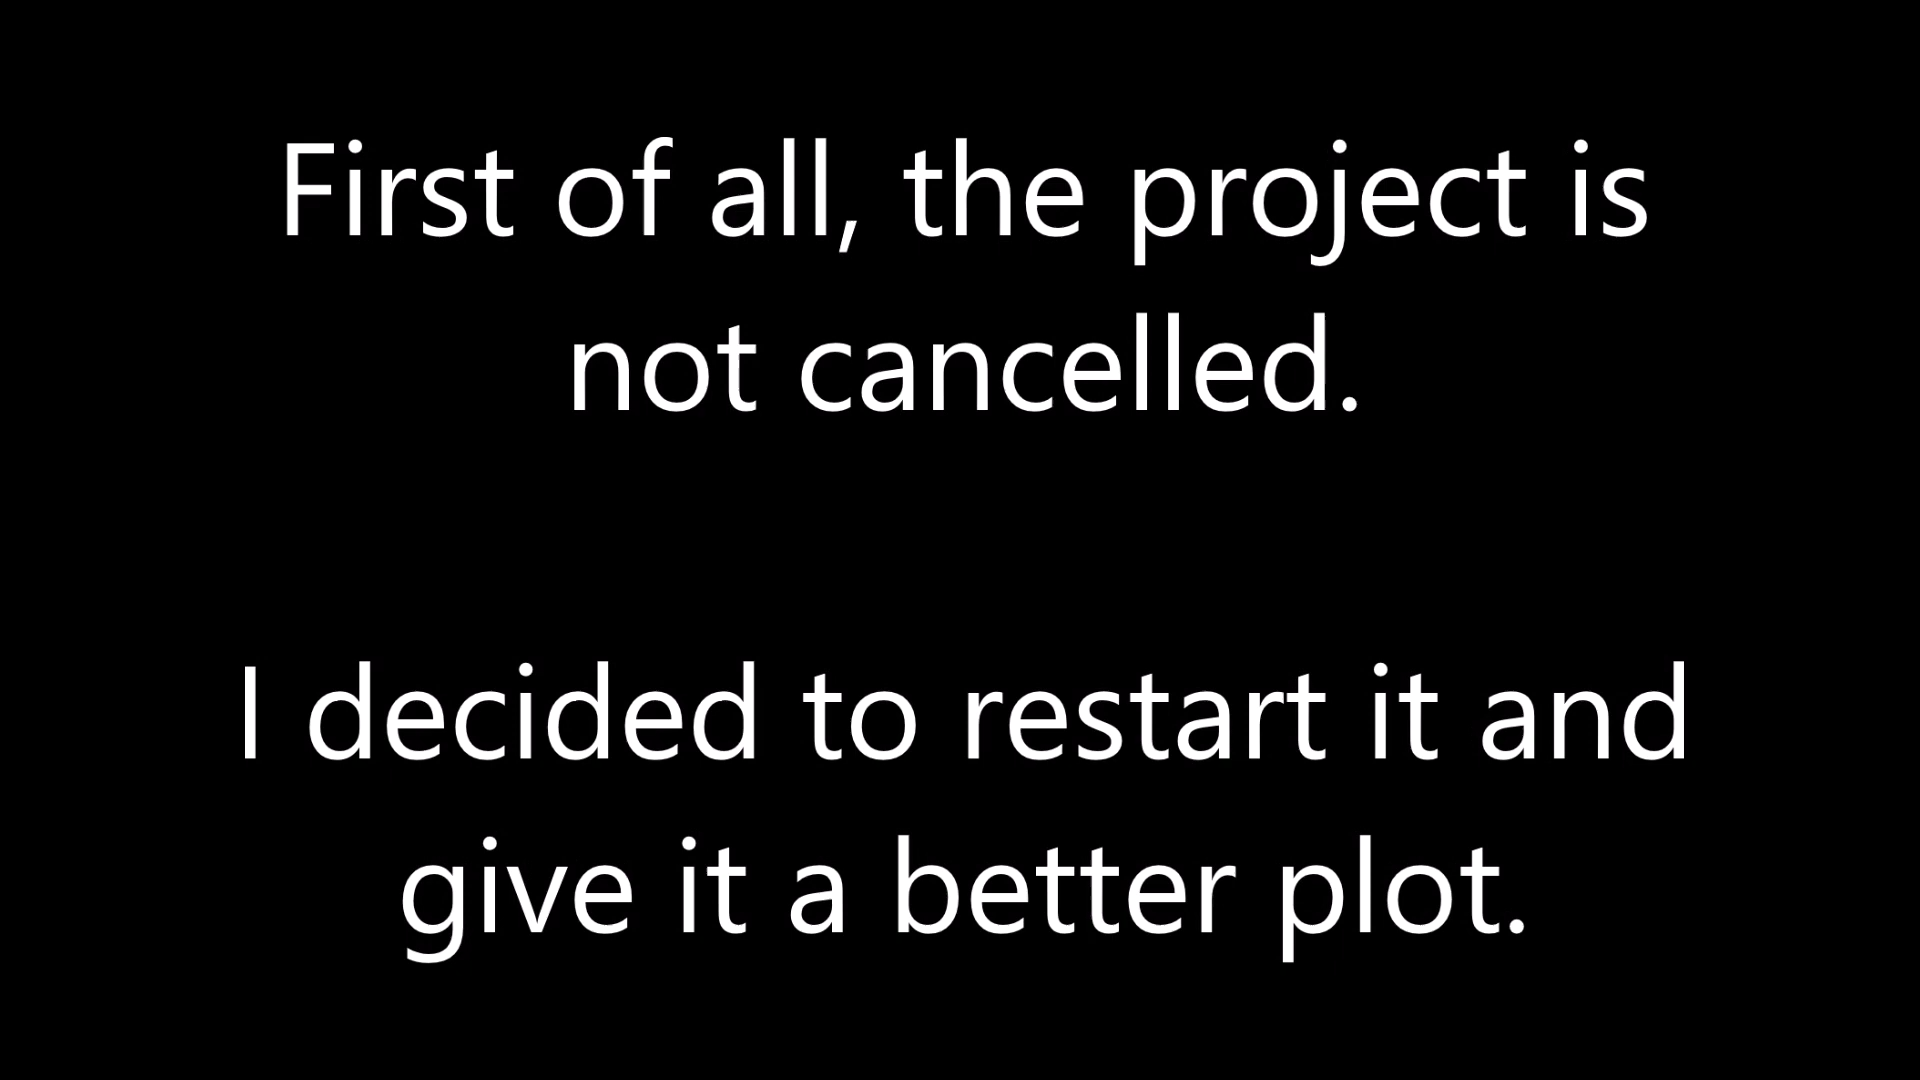 First of all, the project is
not cancelled.
I decided to restart it and
give it a better plot.